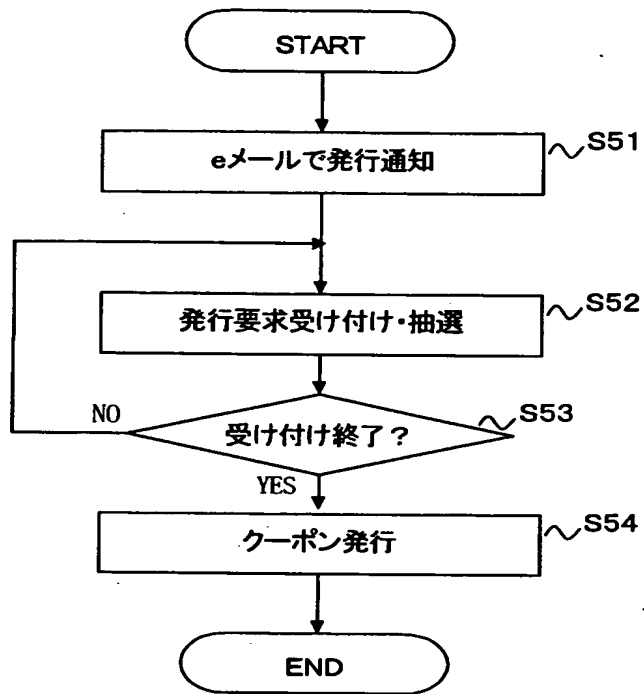 START
eメールで発行通知
S51
発行要求受け付け・抽選
S52
受け付け終了？
S53
NO
YES
クーポン発行
S54
END